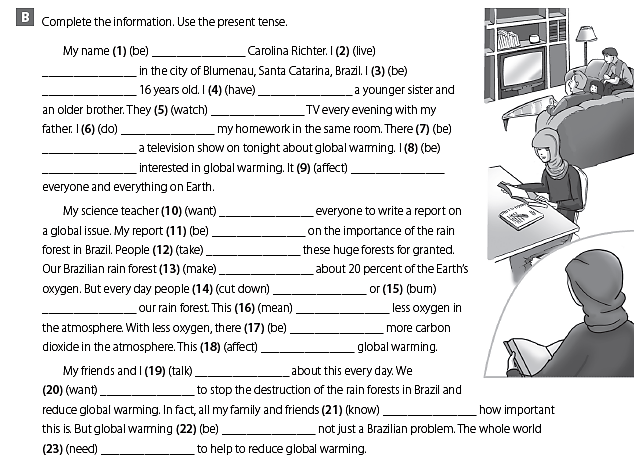 B Complete the information. Use the present tense.
My name (1) (be) ________________ Carolina Richter. I (2) (live)
________________ in the city of Blumenau, Santa Catarina, Brazil. I (3) (be)
________________ 16 years old. I (4) (have) ________________ a younger sister and
an older brother. They (5) (watch) ________________ TV every evening with my
father. I (6) (do) ________________ my homework in the same room. There (7) (be)
________________ a television show on tonight about global warming. I (8) (be)
________________ interested in global warming. It (9) (affect) ________________
everyone and everything on Earth.
My science teacher (10) (want) ________________ everyone to write a report on
a global issue. My report (11) (be) ________________ on the importance of the rain
forest in Brazil. People (12) (take) ________________ these huge forests for granted.
Our Brazilian rain forest (13) (make) ________________ about 20 percent of the Earth's
oxygen. But every day people (14) (cut down) ________________ or (15) (burn)
________________ our rain forest. This (16) (mean) ________________ less oxygen in
the atmosphere. With less oxygen, there (17) (be) ________________ more carbon
dioxide in the atmosphere. This (18) (affect) ________________ global warming.
My friends and I (19) (talk) ________________ about this every day. We
(20) (want) ________________ to stop the destruction of the rain forests in Brazil and
reduce global warming. In fact, all my family and friends (21) (know) ________________ how important
this is. But global warming (22) (be) ________________ not just a Brazilian problem. The whole world
(23) (need) ________________ to help to reduce global warming.